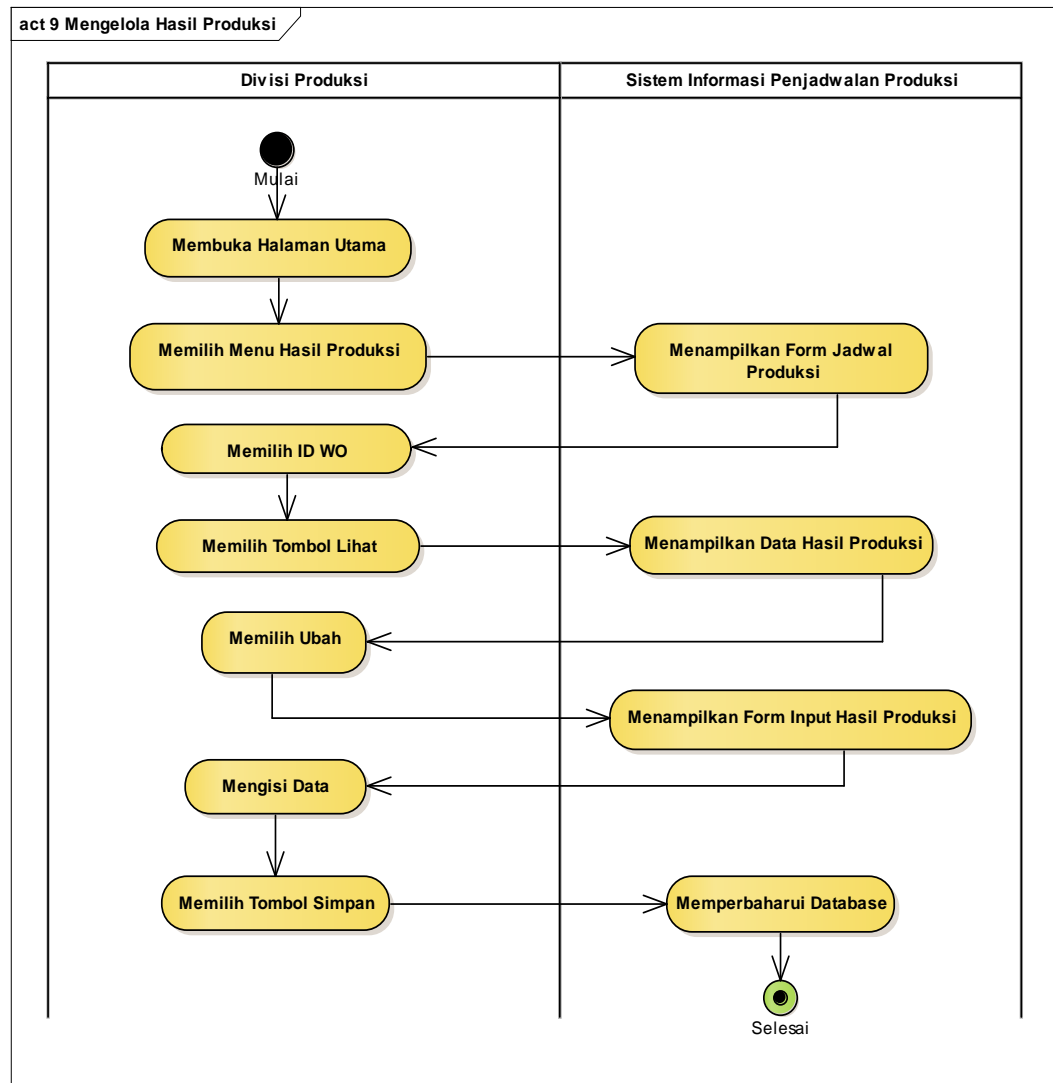 act 9 Mengelola Hasil Produksi
Divisi Produksi
Sistem Informasi Penjadwalan Produksi
Mulai
Membuka Halaman Utama
Memilih Menu Hasil Produksi
Menampilkan Form Jadwal
Produksi
Memilih ID WO
Memilih Tombol Lihat
Menampilkan Data Hasil Produksi
Memilih Ubah
Menampilkan Form Input Hasil Produksi
Mengisi Data
Memilih Tombol Simpan
Memperbaharui Database
Selesai